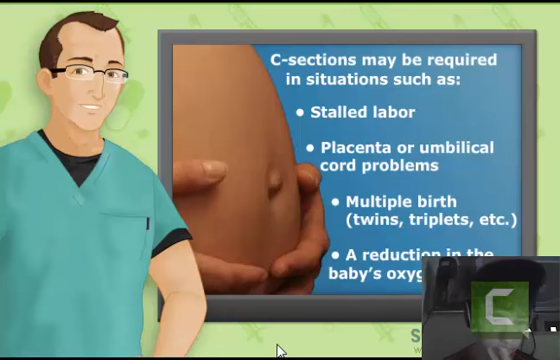 C-sections may be required
in situations such as:
• Stalled labor
• Placenta or umbilical
cord problems
• Multiple birth
(twins, triplets, etc.)
• A reduction in the
baby's